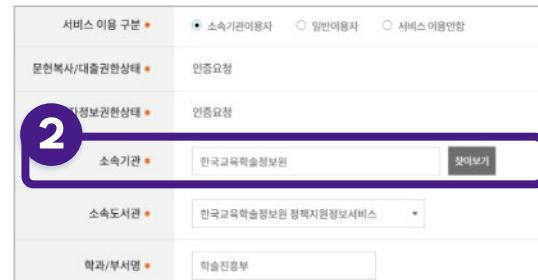 서비스 이용 구분 소속기관이용자 일반이용자 서비스 이용안함
문헌복사/대출권한상태 인증요청
자정보권한상태 인증요청
2
소속기관 한국교육학술정보원 찾아보기
소속도서관 한국교육학술정보원 정책지원정보서비스
학과/부서명 학술진흥부